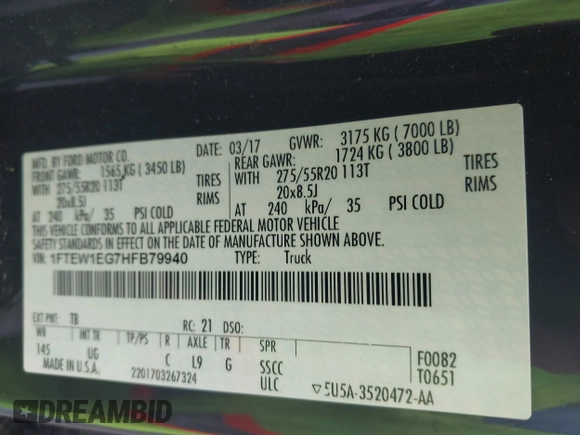 MFD. BY FORD MOTOR CO.
DATE: 03/17 GVWR: 3175 KG ( 7000 LB)
FRONT GAWR: 1565 KG ( 3450 LB) REAR GAWR: 1724 KG ( 3800 LB)
WITH 275/55R20 113T TIRES WITH 275/55R20 113T TIRES
20x8.5J RIMS 20x8.5J RIMS
AT 240 kPa/ 35 PSI COLD AT 240 kPa/ 35 PSI COLD
THIS VEHICLE CONFORMS TO ALL APPLICABLE FEDERAL MOTOR VEHICLE
SAFETY STANDARDS IN EFFECT ON THE DATE OF MANUFACTURE SHOWN ABOVE.
VIN: 1FTEW1EG7HFB79940 TYPE: Truck
EXT PNT: TB RC: 21 DSO:
WB INT TR TP/PS R AXLE TR SPR
145 UG C L9 G SSCC F0082
MADE IN U.S.A. 2201703267324 ULC T0651
▽5U5A-3520472-AA
DREAMBID